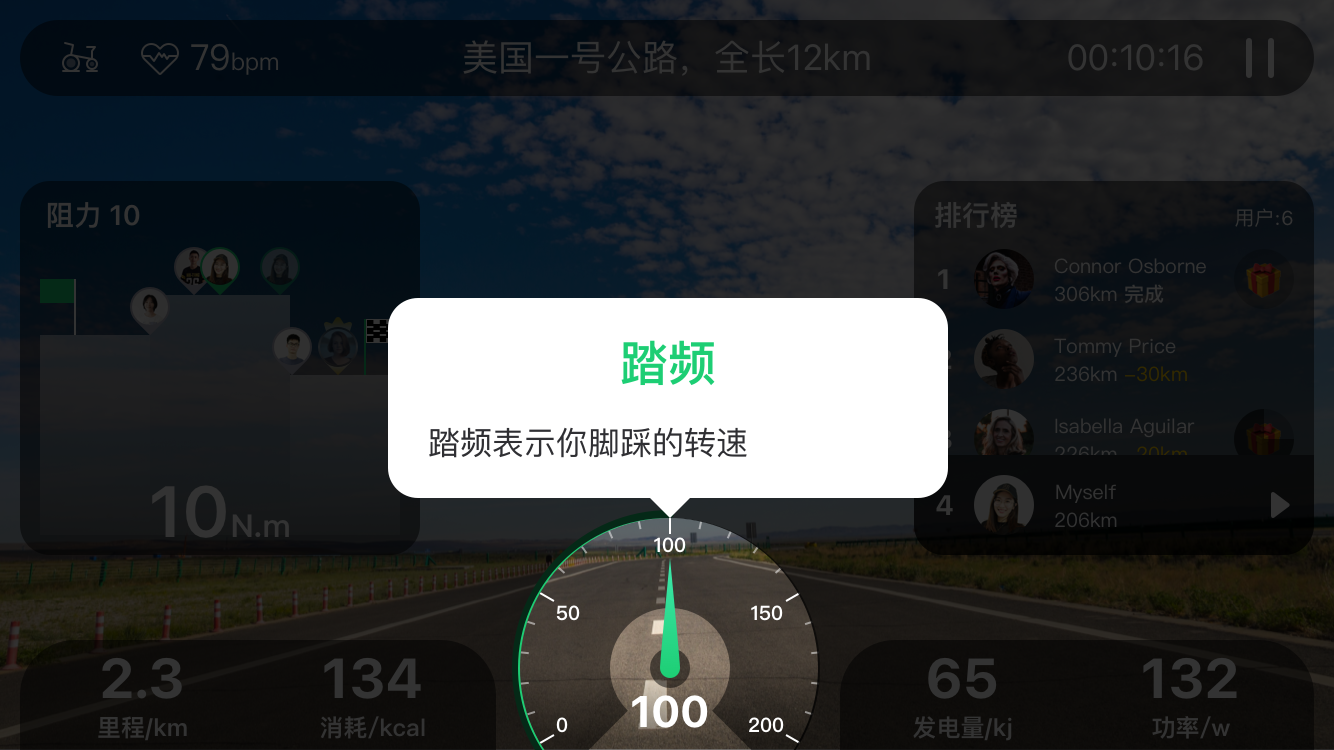 79bpm
美国一号公路，全长12km
00:10:16
阻力 10
10 N.m
排行榜
用户:6
1
Connor Osborne
306km 完成
Tommy Price
236km –30km
Isabella Aguilar
226km
4
Myself
206km
踏频
踏频表示你脚踩的转速
100
50
150
0
200
100
2.3
里程/km
134
消耗/kcal
65
发电量/kj
132
功率/w